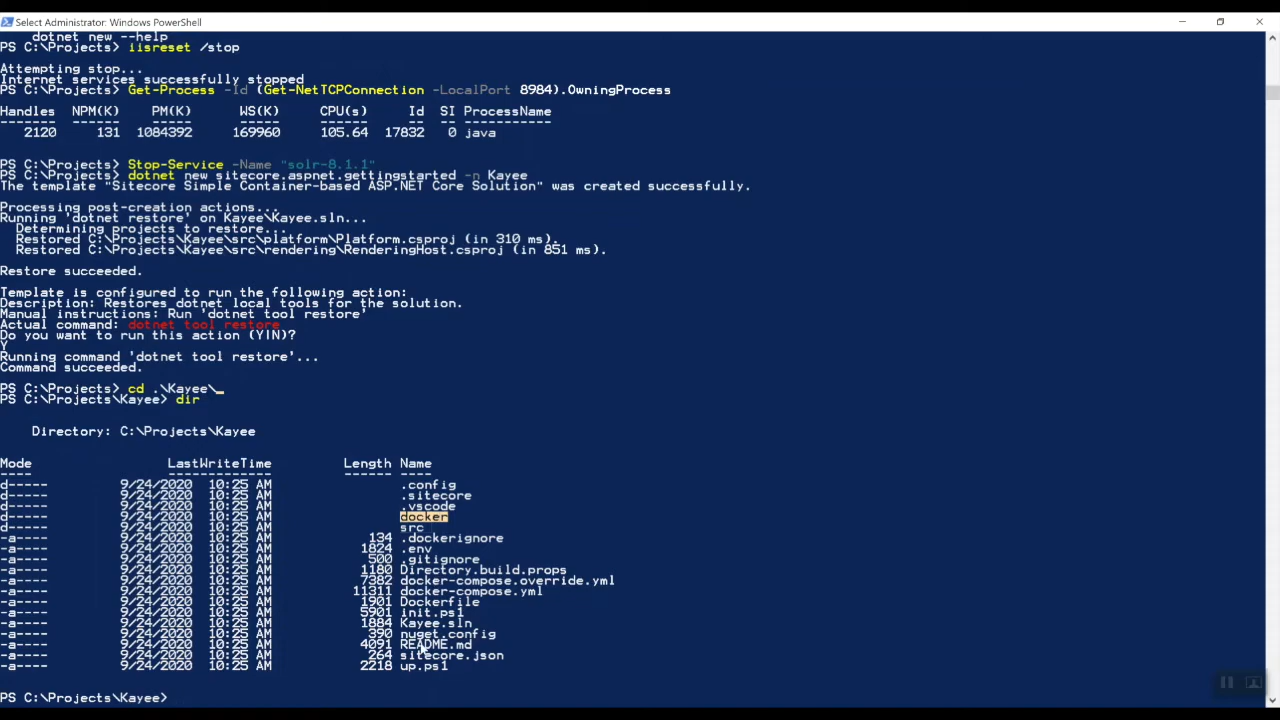 Select Administrator: Windows PowerShell
dotnet new --help
PS C:\Projects> iisreset /stop
Attempting stop...
Internet services successfully stopped
PS C:\Projects> Get-Process -Id (Get-NetTCPConnection -LocalPort 8984).OwningProcess
Handles NPM(K) PM(K) WS(K) CPU(s) Id SI ProcessName
------- ------ ----- ----- ------ -- -- -----------
2120 131 1084392 169960 105.64 17832 0 java
PS C:\Projects> Stop-Service -Name "solr-8.1.1"
PS C:\Projects> dotnet new sitecore.aspnet.gettingstarted -n Kayee
The template "Sitecore Simple Container-based ASP.NET Core Solution" was created successfully.
Processing post-creation actions...
Running 'dotnet restore' on Kayee\Kayee.sln...
Determining projects to restore...
Restored C:\Projects\Kayee\src\platform\Platform.csproj (in 310 ms).
Restored C:\Projects\Kayee\src\rendering\RenderingHost.csproj (in 851 ms).
Restore succeeded.
Template is configured to run the following action:
Description: Restores dotnet local tools for the solution.
Manual instructions: Run 'dotnet tool restore'
Actual command: dotnet tool restore
Do you want to run this action (Y|N)?
Y
Running command 'dotnet tool restore'...
Command succeeded.
PS C:\Projects> cd .\Kayee\
PS C:\Projects\Kayee> dir
Directory: C:\Projects\Kayee
Mode LastWriteTime Length Name
---- ------------- ------ ----
d----- 9/24/2020 10:25 AM .config
d----- 9/24/2020 10:25 AM .sitecore
d----- 9/24/2020 10:25 AM .vscode
d----- 9/24/2020 10:25 AM docker
d----- 9/24/2020 10:25 AM src
-a---- 9/24/2020 10:25 AM 134 .dockerignore
-a---- 9/24/2020 10:25 AM 1824 .env
-a---- 9/24/2020 10:25 AM 500 .gitignore
-a---- 9/24/2020 10:25 AM 1180 Directory.build.props
-a---- 9/24/2020 10:25 AM 7382 docker-compose.override.yml
-a---- 9/24/2020 10:25 AM 11311 docker-compose.yml
-a---- 9/24/2020 10:25 AM 1901 Dockerfile
-a---- 9/24/2020 10:25 AM 5901 init.ps1
-a---- 9/24/2020 10:25 AM 1884 Kayee.sln
-a---- 9/24/2020 10:25 AM 390 nuget.config
-a---- 9/24/2020 10:25 AM 4091 README.md
-a---- 9/24/2020 10:25 AM 264 sitecore.json
-a---- 9/24/2020 10:25 AM 2218 up.ps1
PS C:\Projects\Kayee>